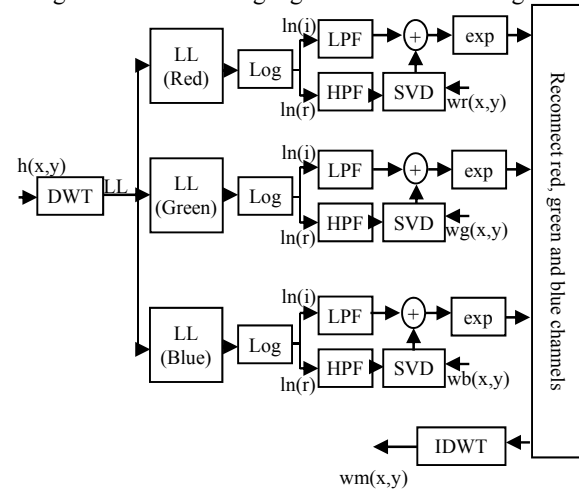 ln(i)
LPF
+
exp
LL
(Red)
Log
HPF
SVD
ln(r)
wr(x,y)
h(x,y)
DWT
LL
ln(i)
LPF
+
exp
LL
(Green)
Log
HPF
SVD
ln(r)
wg(x,y)
ln(i)
LPF
+
exp
LL
(Blue)
Log
HPF
SVD
ln(r)
wb(x,y)
Reconnect red, green and blue channels
IDWT
wm(x,y)